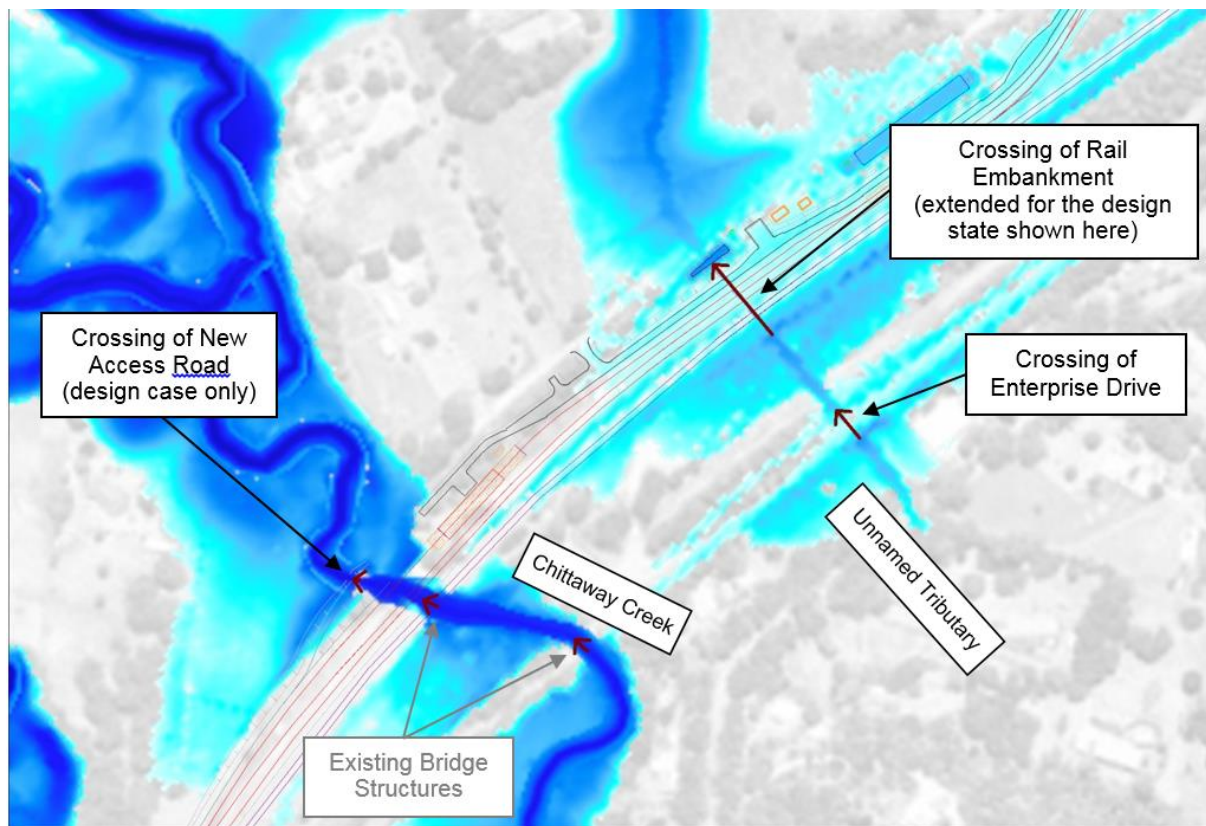 Crossing of Rail
Embankment
(extended for the design
state shown here)
Crossing of New
Access Road
(design case only)
Crossing of
Enterprise Drive
Chittaway Creek
Unnamed Tributary
Existing Bridge
Structures